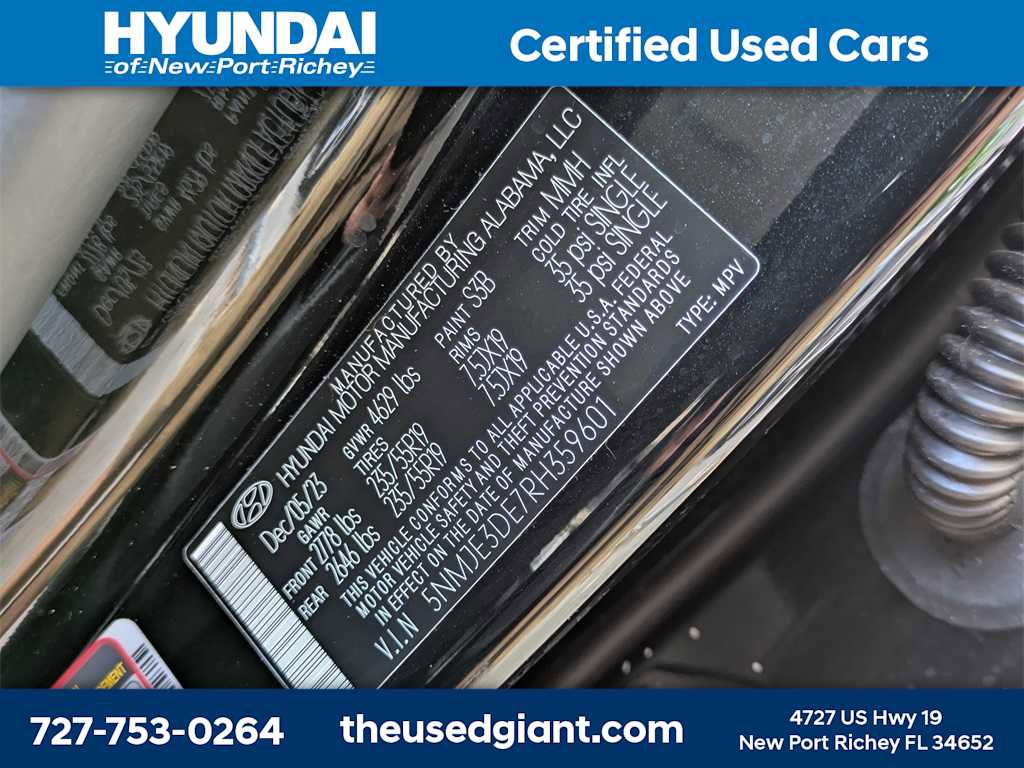 HYUNDAI
of New Port Richey
Certified Used Cars
MANUFACTURED BY
HYUNDAI MOTOR MANUFACTURING ALABAMA, LLC
Dec/05/23 GVWR 4629 lbs PAINT S3B TRIM MMH
GAWR TIRES RIMS COLD TIRE INFL
FRONT 2778 lbs 235/55R19 7.5JX19 35 psi SINGLE
REAR 2646 lbs 235/55R19 7.5JX19 35 psi SINGLE
THIS VEHICLE CONFORMS TO ALL APPLICABLE U.S.A. FEDERAL
MOTOR VEHICLE SAFETY AND THEFT PREVENTION STANDARDS
IN EFFECT ON THE DATE OF MANUFACTURE SHOWN ABOVE
V.I.N 5NMJE3DE7RH359601 TYPE: MPV
727-753-0264
theusedgiant.com
4727 US Hwy 19
New Port Richey FL 34652